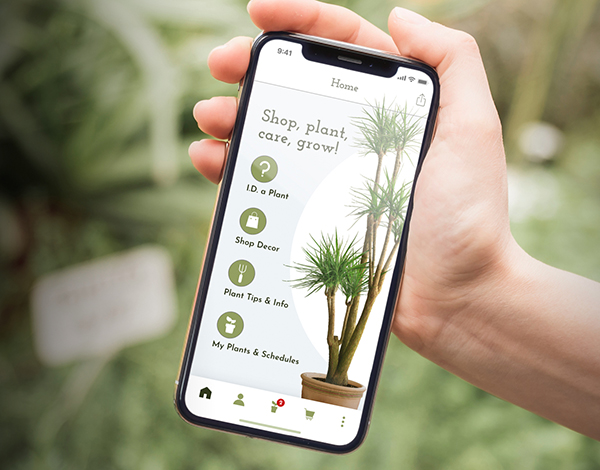 9:41
Home
Shop, plant,
care, grow!
I.D. a Plant
Shop Decor
Plant Tips & Info
My Plants & Schedules
2